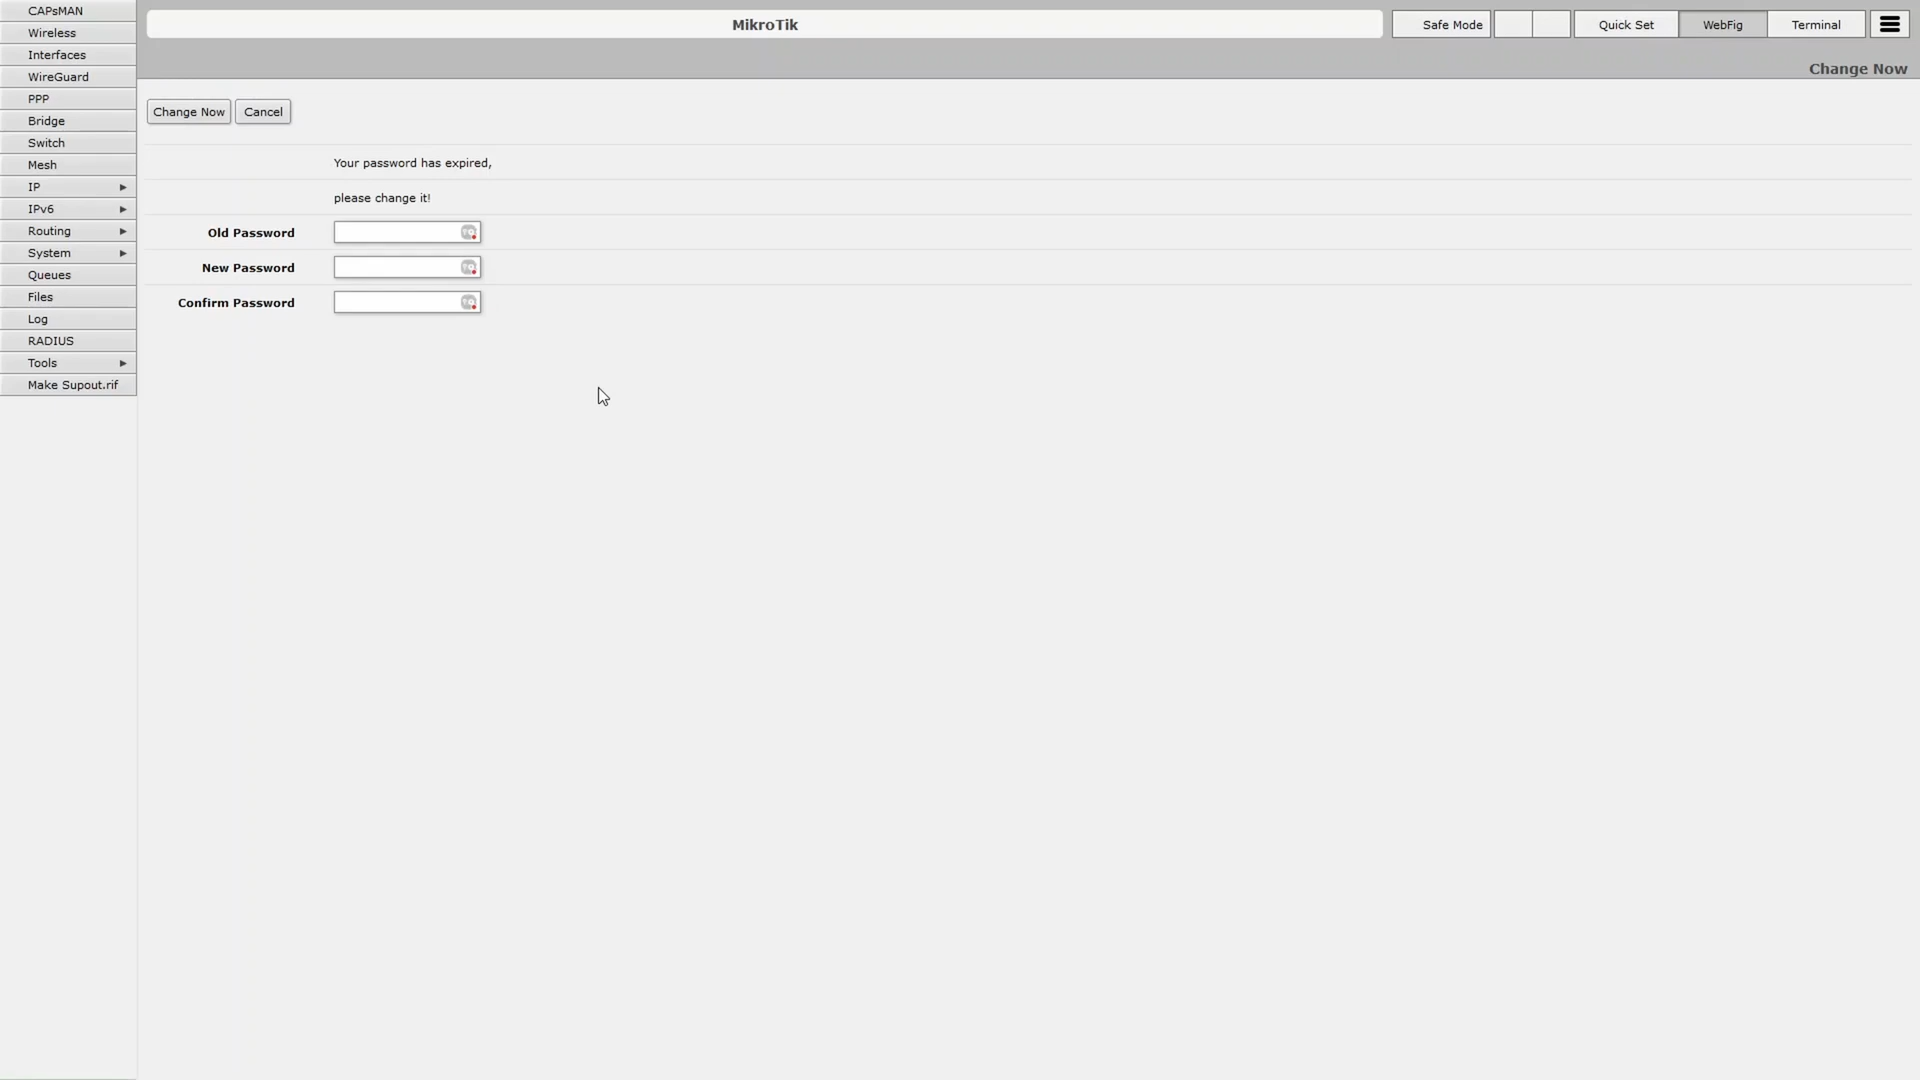 CAPsMAN
Wireless
Interfaces
WireGuard
PPP
Bridge
Switch
Mesh
IP
IPv6
Routing
System
Queues
Files
Log
RADIUS
Tools
Make Supout.rif
MikroTik
Safe Mode
Quick Set
WebFig
Terminal
Change Now
Change Now
Cancel
Your password has expired,
please change it!
Old Password
New Password
Confirm Password